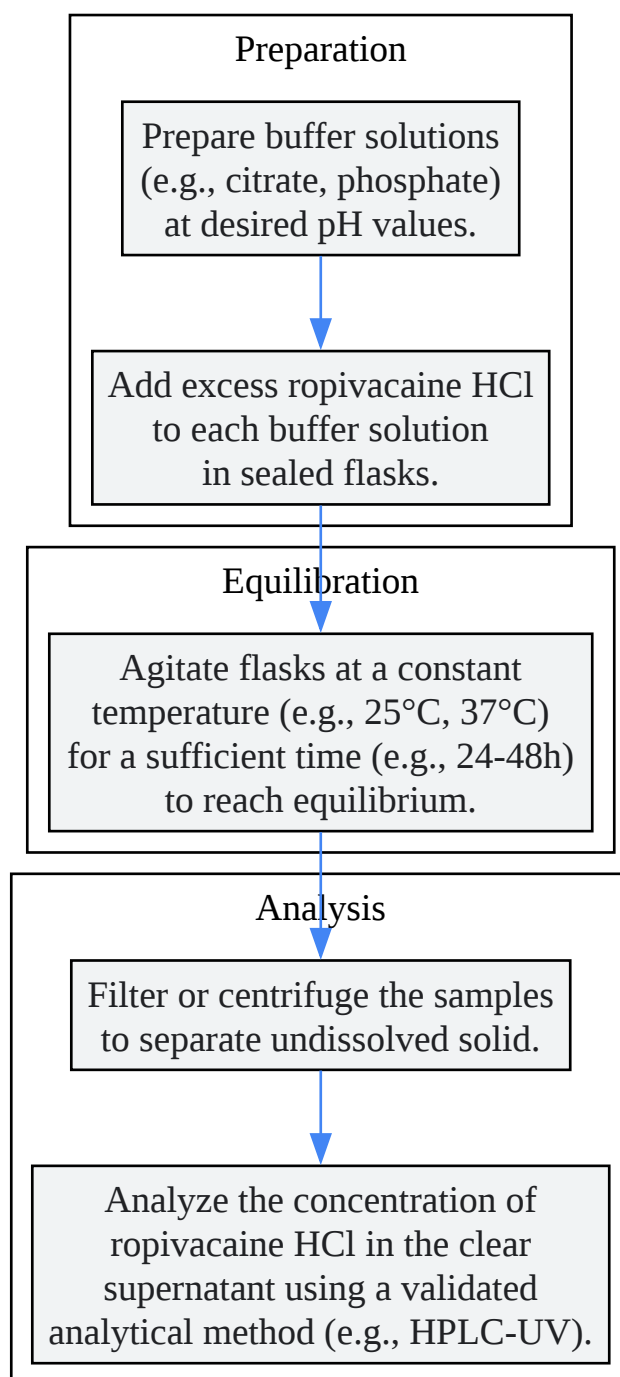 Preparation
Prepare buffer solutions
(e.g., citrate, phosphate)
at desired pH values.
Add excess ropivacaine HCl
to each buffer solution
in sealed flasks.
Equilibration
Agitate flasks at a constant
temperature (e.g., 25°C, 37°C)
for a sufficient time (e.g., 24-48h)
to reach equilibrium.
Analysis
Filter or centrifuge the samples
to separate undissolved solid.
Analyze the concentration of
ropivacaine HCl in the clear
supernatant using a validated
analytical method (e.g., HPLC-UV).